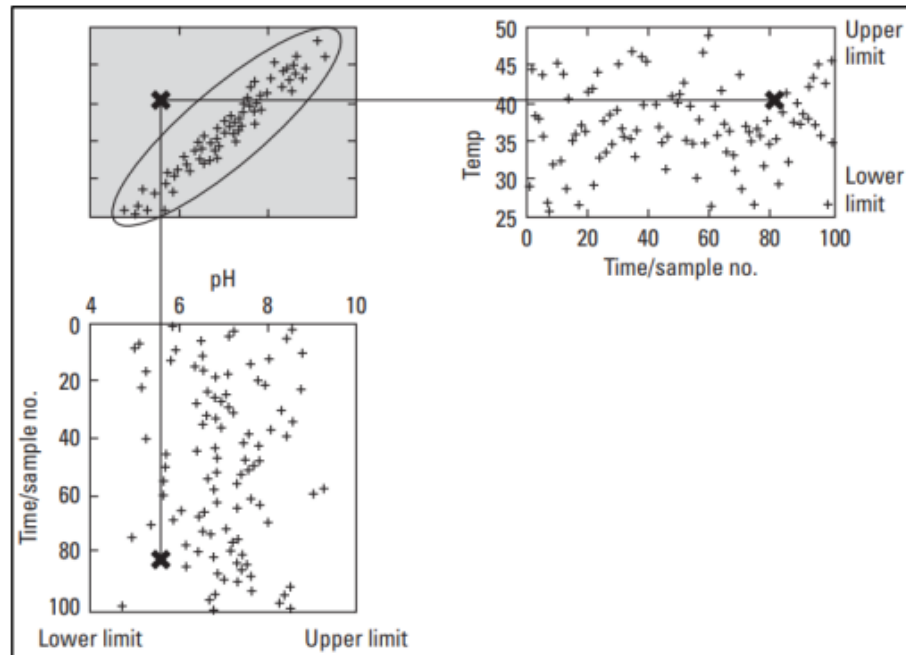 50
45
40
35
30
25
Temp
Upper
limit
Lower
limit
0 20 40 60 80 100
Time/sample no.
pH
4 6 8 10
0
20
40
60
80
100
Time/sample no.
Lower limit Upper limit